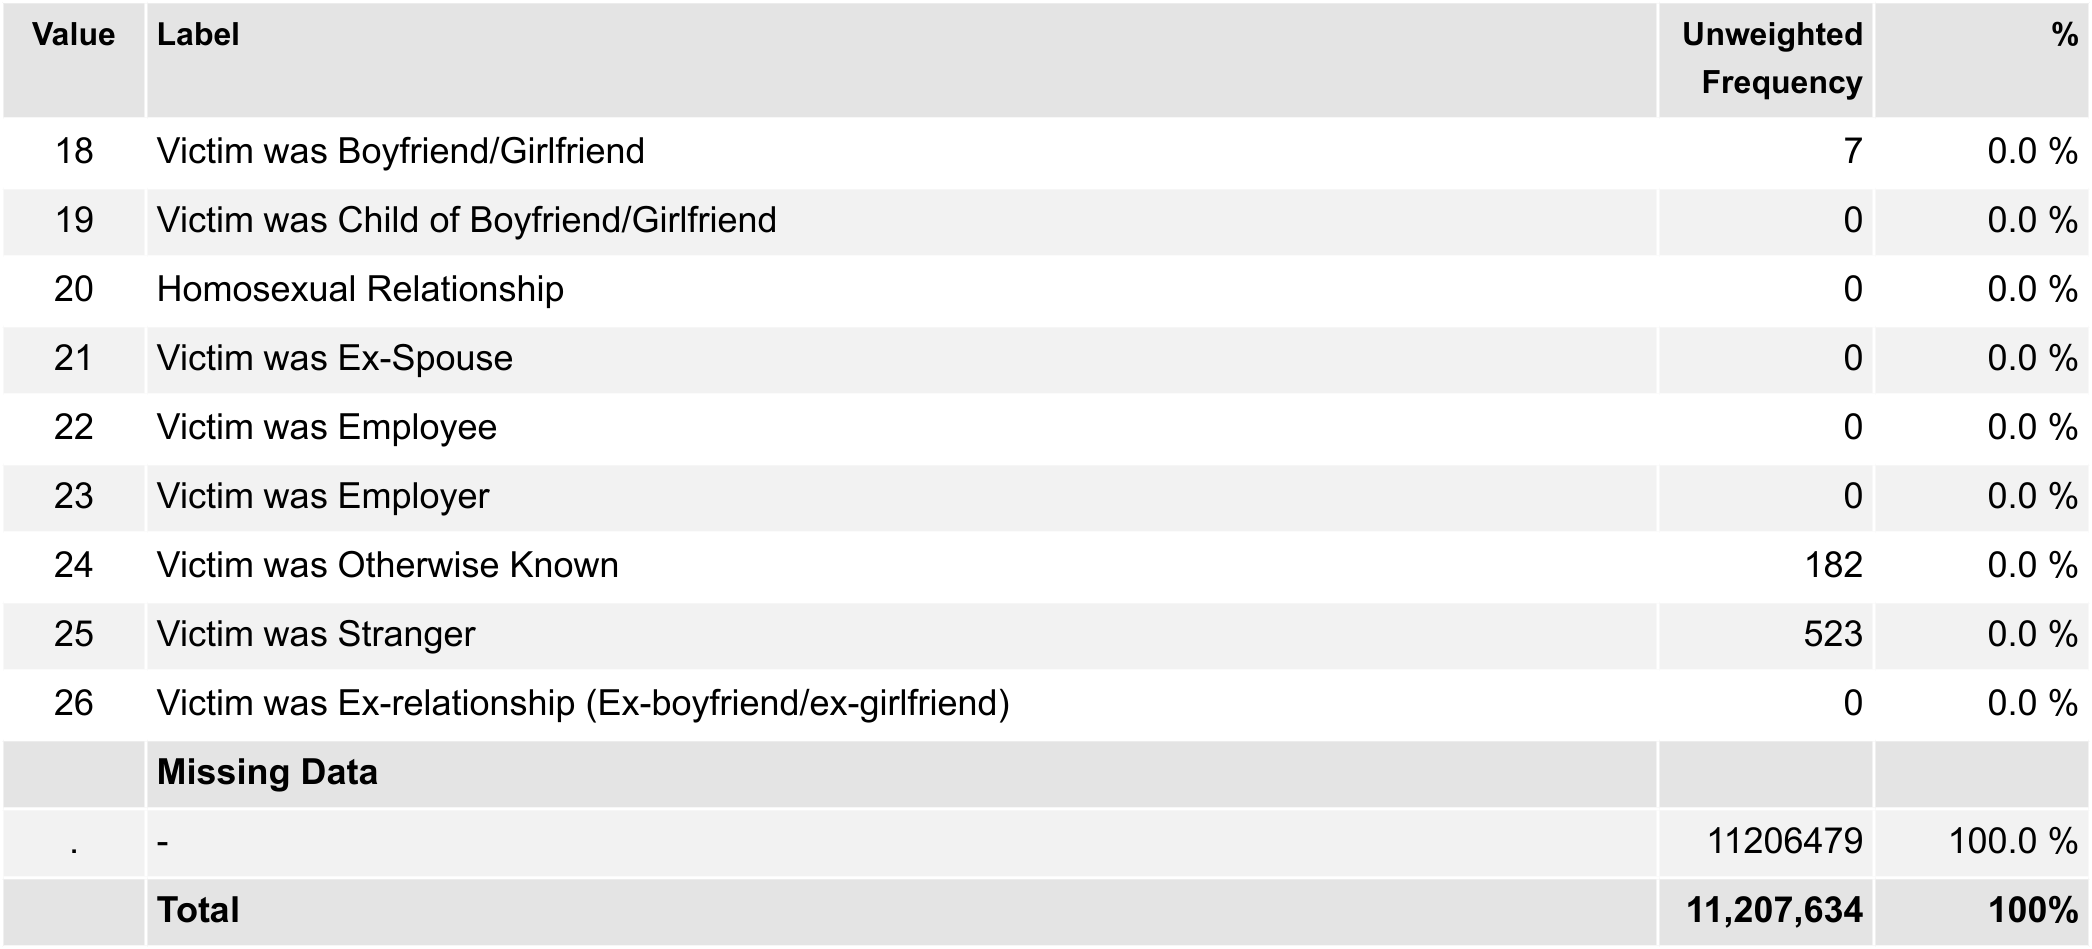 Value Label Unweighted Frequency %
18 Victim was Boyfriend/Girlfriend 7 0.0 %
19 Victim was Child of Boyfriend/Girlfriend 0 0.0 %
20 Homosexual Relationship 0 0.0 %
21 Victim was Ex-Spouse 0 0.0 %
22 Victim was Employee 0 0.0 %
23 Victim was Employer 0 0.0 %
24 Victim was Otherwise Known 182 0.0 %
25 Victim was Stranger 523 0.0 %
26 Victim was Ex-relationship (Ex-boyfriend/ex-girlfriend) 0 0.0 %
Missing Data
. - 11206479 100.0 %
Total 11,207,634 100%